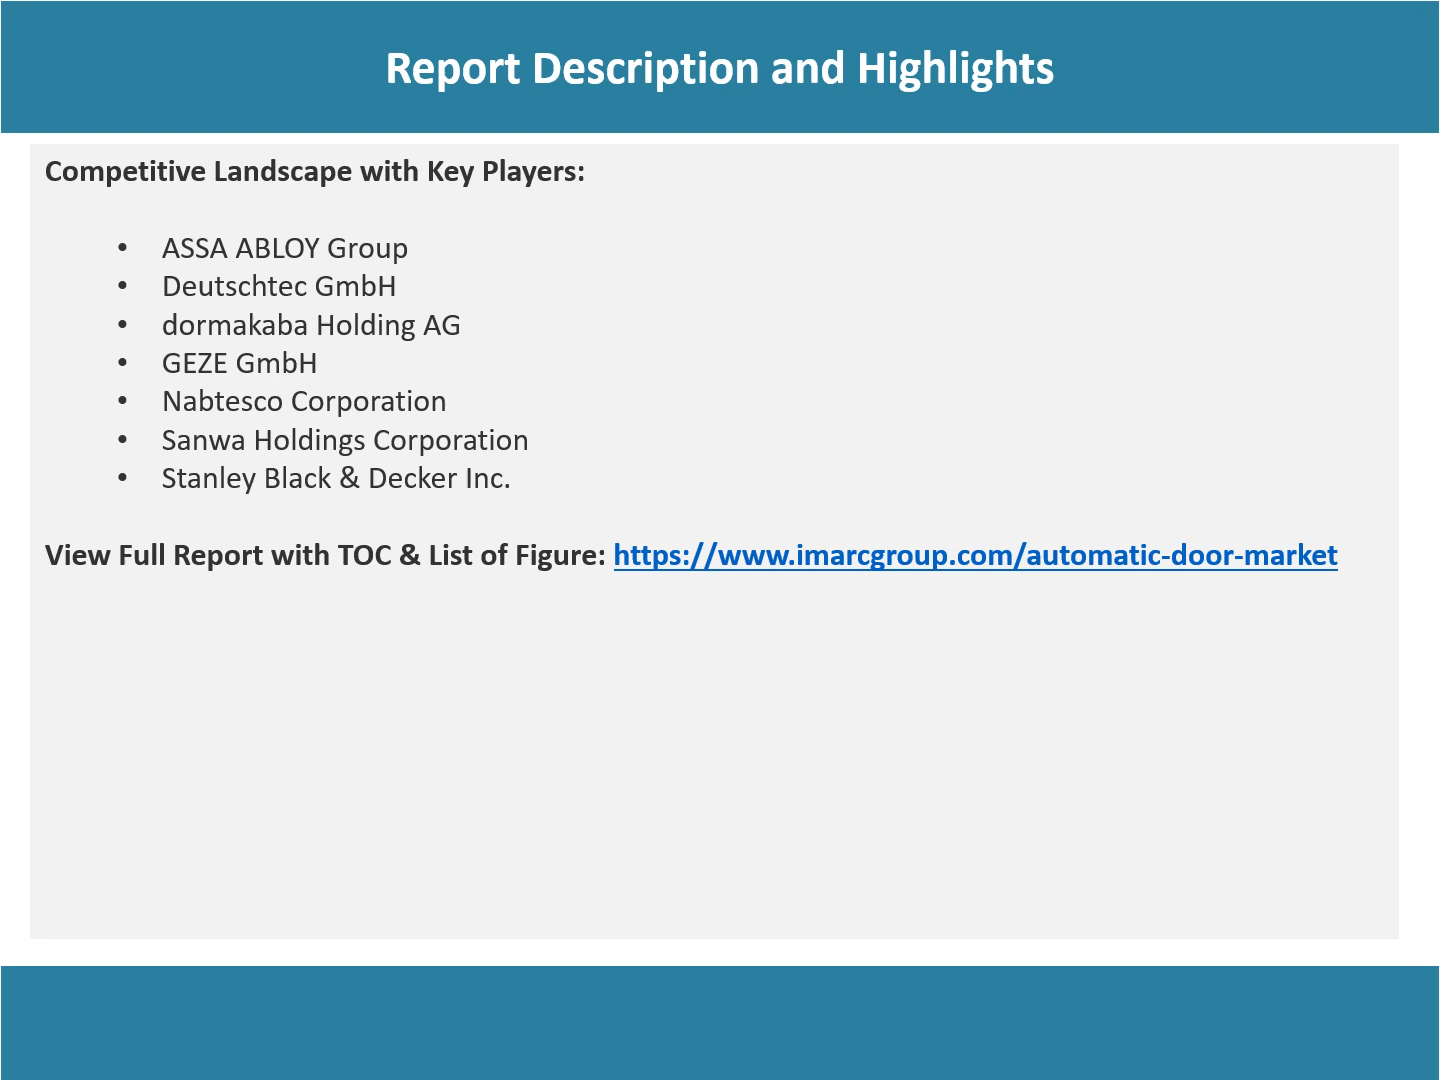 Report Description and Highlights
Competitive Landscape with Key Players:
• ASSA ABLOY Group
• Deutschtec GmbH
• dormakaba Holding AG
• GEZE GmbH
• Nabtesco Corporation
• Sanwa Holdings Corporation
• Stanley Black & Decker Inc.
View Full Report with TOC & List of Figure: https://www.imarcgroup.com/automatic-door-market